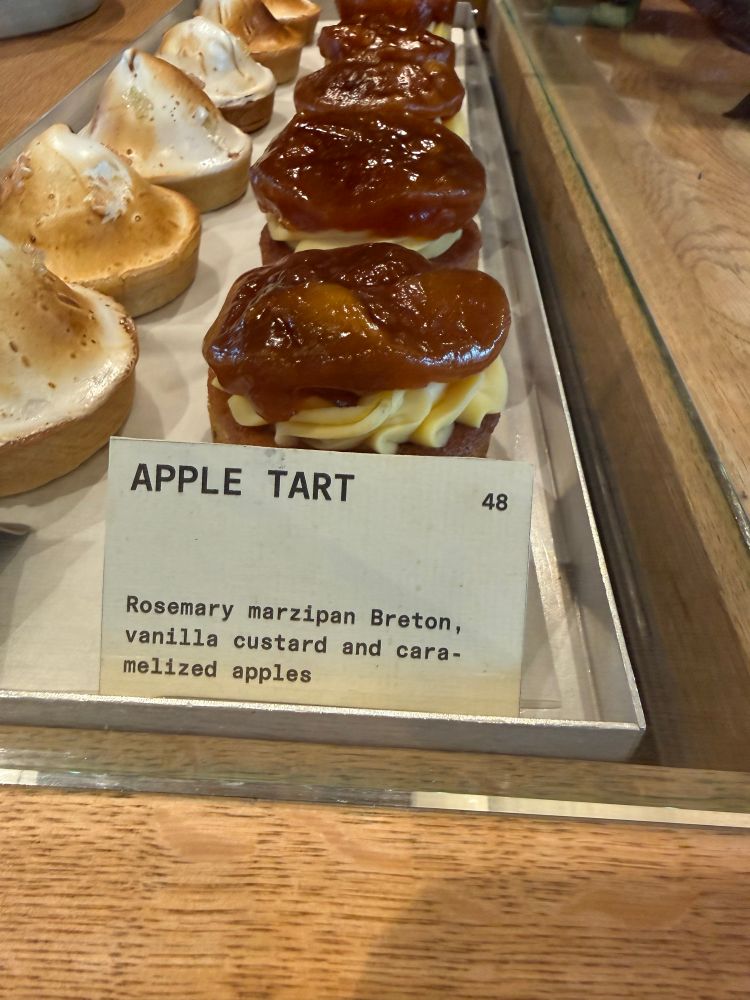 APPLE TART
48
Rosemary marzipan Breton,
vanilla custard and cara-
melized apples